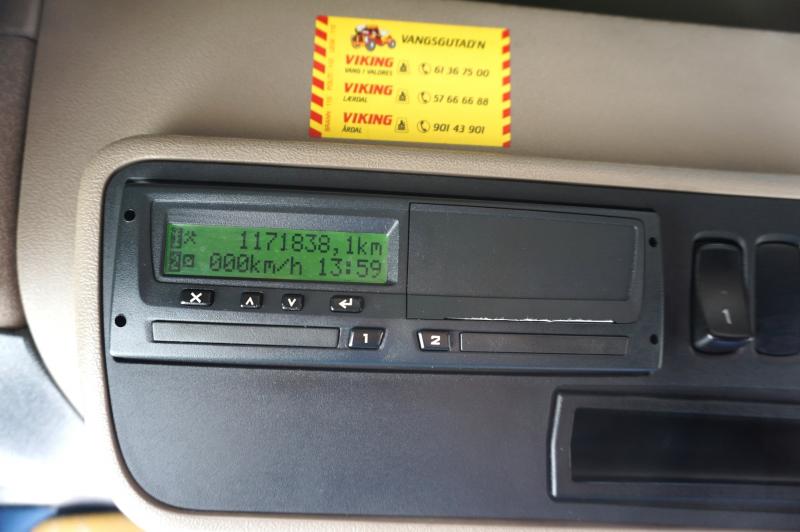 VANGSGUTAD'N
VIKING 61 36 75 00
VANG I VALDRES
VIKING 57 66 66 88
LÆRDAL
VIKING 901 43 901
ÅRDAL
1 1171838,1km
2 000km/h 13:59
1 2